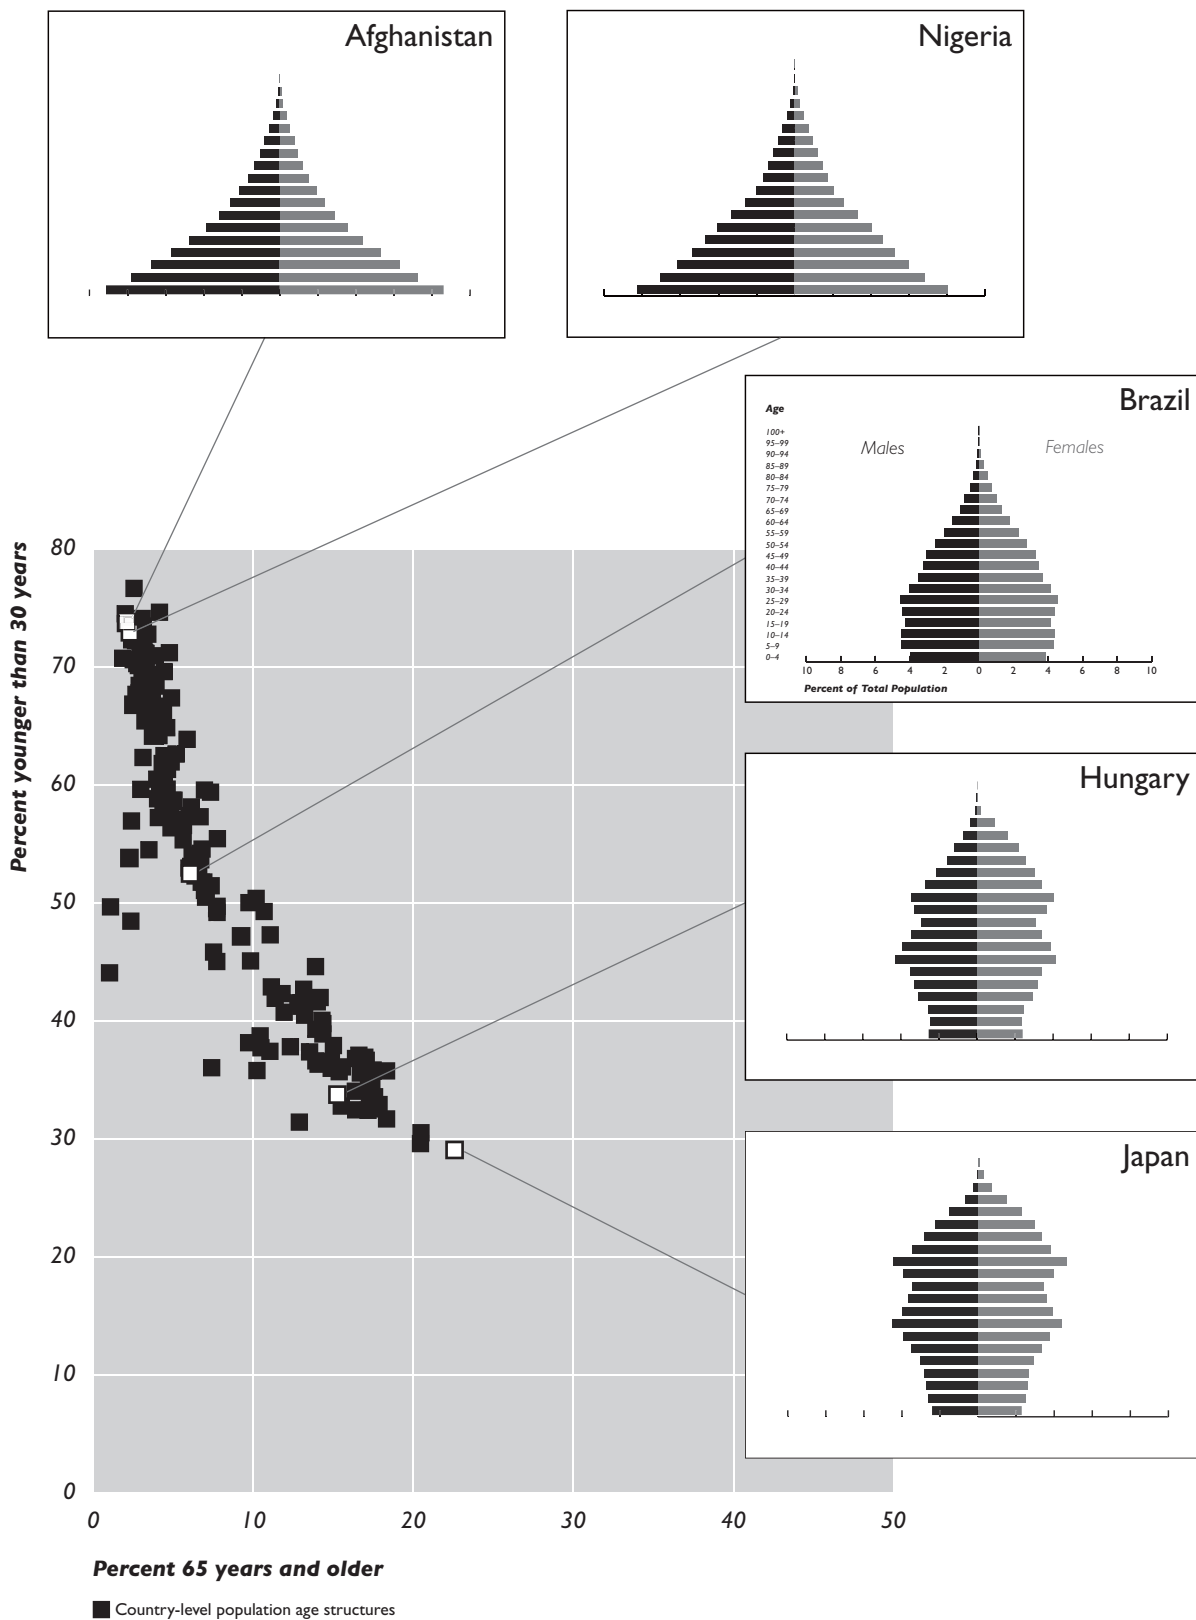 Afghanistan
Nigeria
Brazil
Age
100+
95–99
90–94
85–89
80–84
75–79
70–74
65–69
60–64
55–59
50–54
45–49
40–44
35–39
30–34
25–29
20–24
15–19
10–14
5–9
0–4
Males
Females
10 8 6 4 2 0 2 4 6 8 10
Percent of Total Population
Hungary
Japan
Percent younger than 30 years
80
70
60
50
40
30
20
10
0
0 10 20 30 40 50
Percent 65 years and older
Country-level population age structures